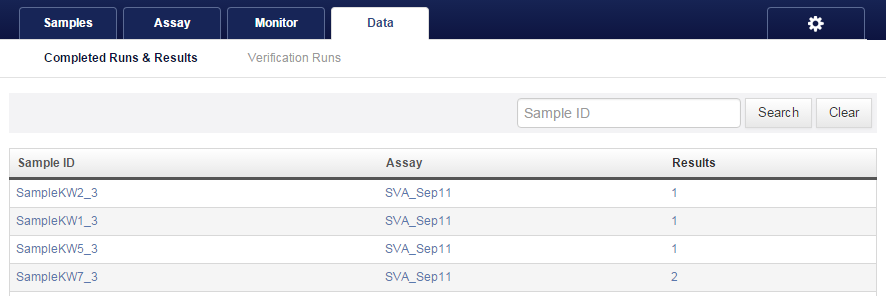 Samples Assay Monitor Data
Completed Runs & Results Verification Runs
Sample ID Search Clear
Sample ID Assay Results
SampleKW2_3 SVA_Sep11 1
SampleKW1_3 SVA_Sep11 1
SampleKW5_3 SVA_Sep11 1
SampleKW7_3 SVA_Sep11 2